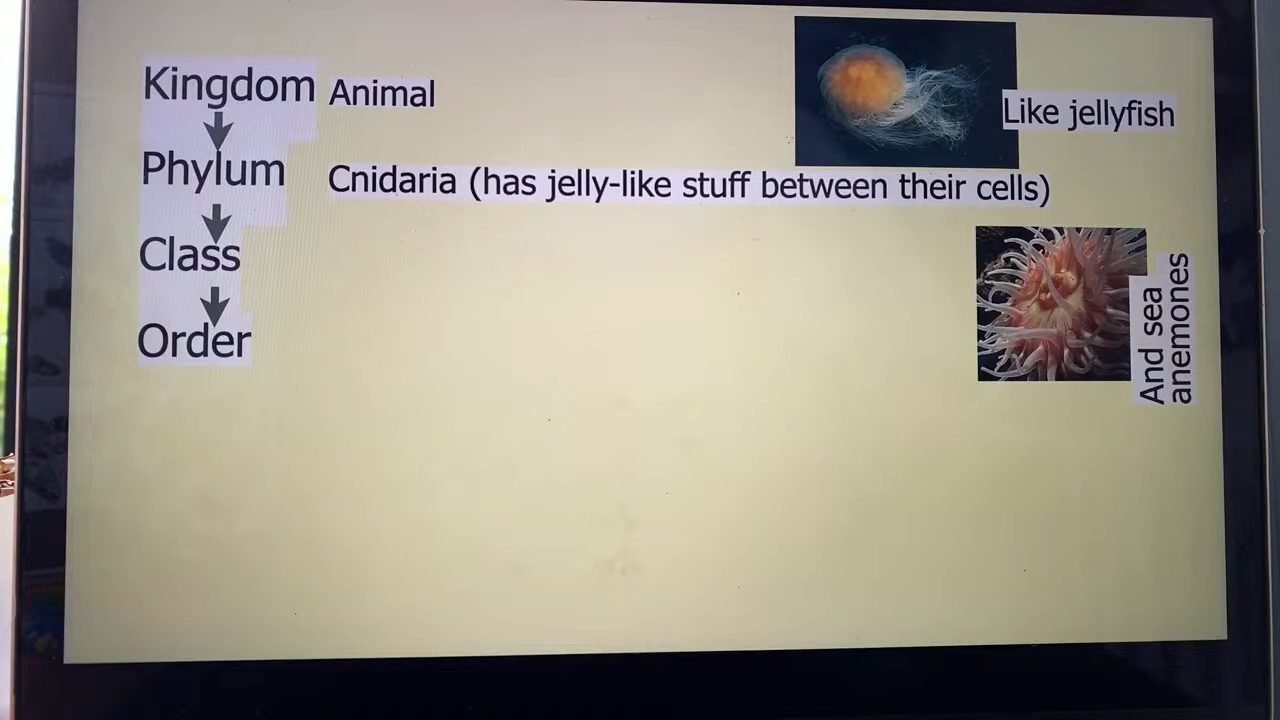 Kingdom Animal
Like jellyfish
Phylum Cnidaria (has jelly-like stuff between their cells)
Class
Order
And sea
anemones